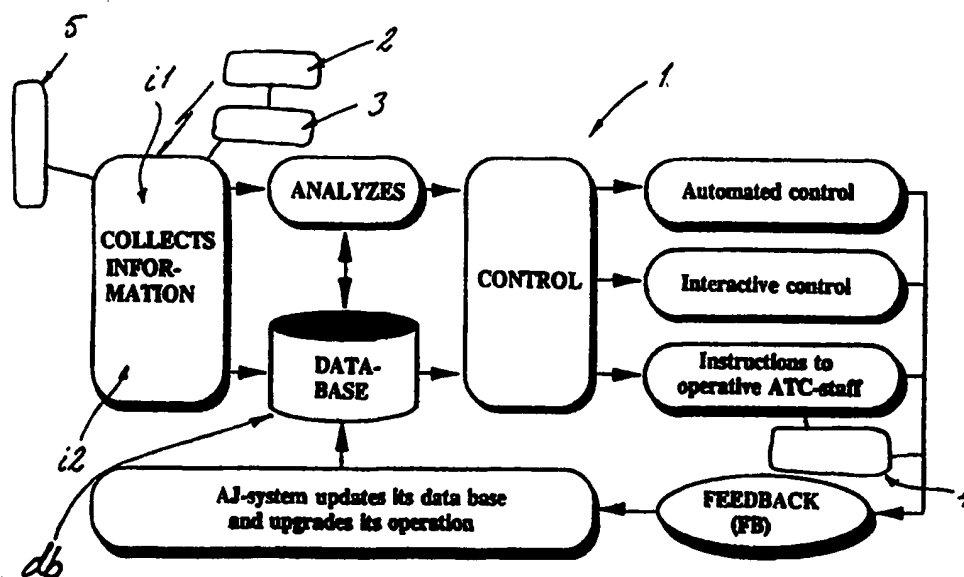 5
i1
2
3
1.
ANALYZES
Automated control
COLLECTS
INFOR-
MATION
CONTROL
Interactive control
DATA-
BASE
Instructions to
operative ATC-staff
i2
AJ-system updates its data base
and upgrades its operation
FEEDBACK
(FB)
db